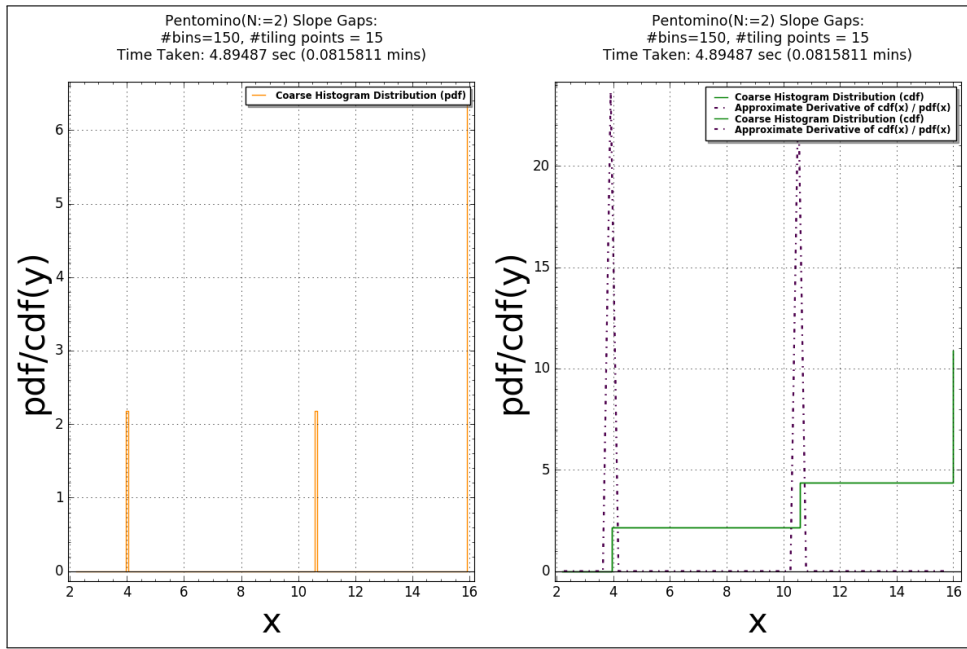 Pentomino(N:=2) Slope Gaps:
#bins=150, #tiling points = 15
Time Taken: 4.89487 sec (0.0815811 mins)
Coarse Histogram Distribution (pdf)
pdf/cdf(y)
6
5
4
3
2
1
0
2 4 6 8 10 12 14 16
x
Pentomino(N:=2) Slope Gaps:
#bins=150, #tiling points = 15
Time Taken: 4.89487 sec (0.0815811 mins)
Coarse Histogram Distribution (cdf)
Approximate Derivative of cdf(x) / pdf(x)
Coarse Histogram Distribution (cdf)
Approximate Derivative of cdf(x) / pdf(x)
pdf/cdf(y)
20
15
10
5
0
2 4 6 8 10 12 14 16
x